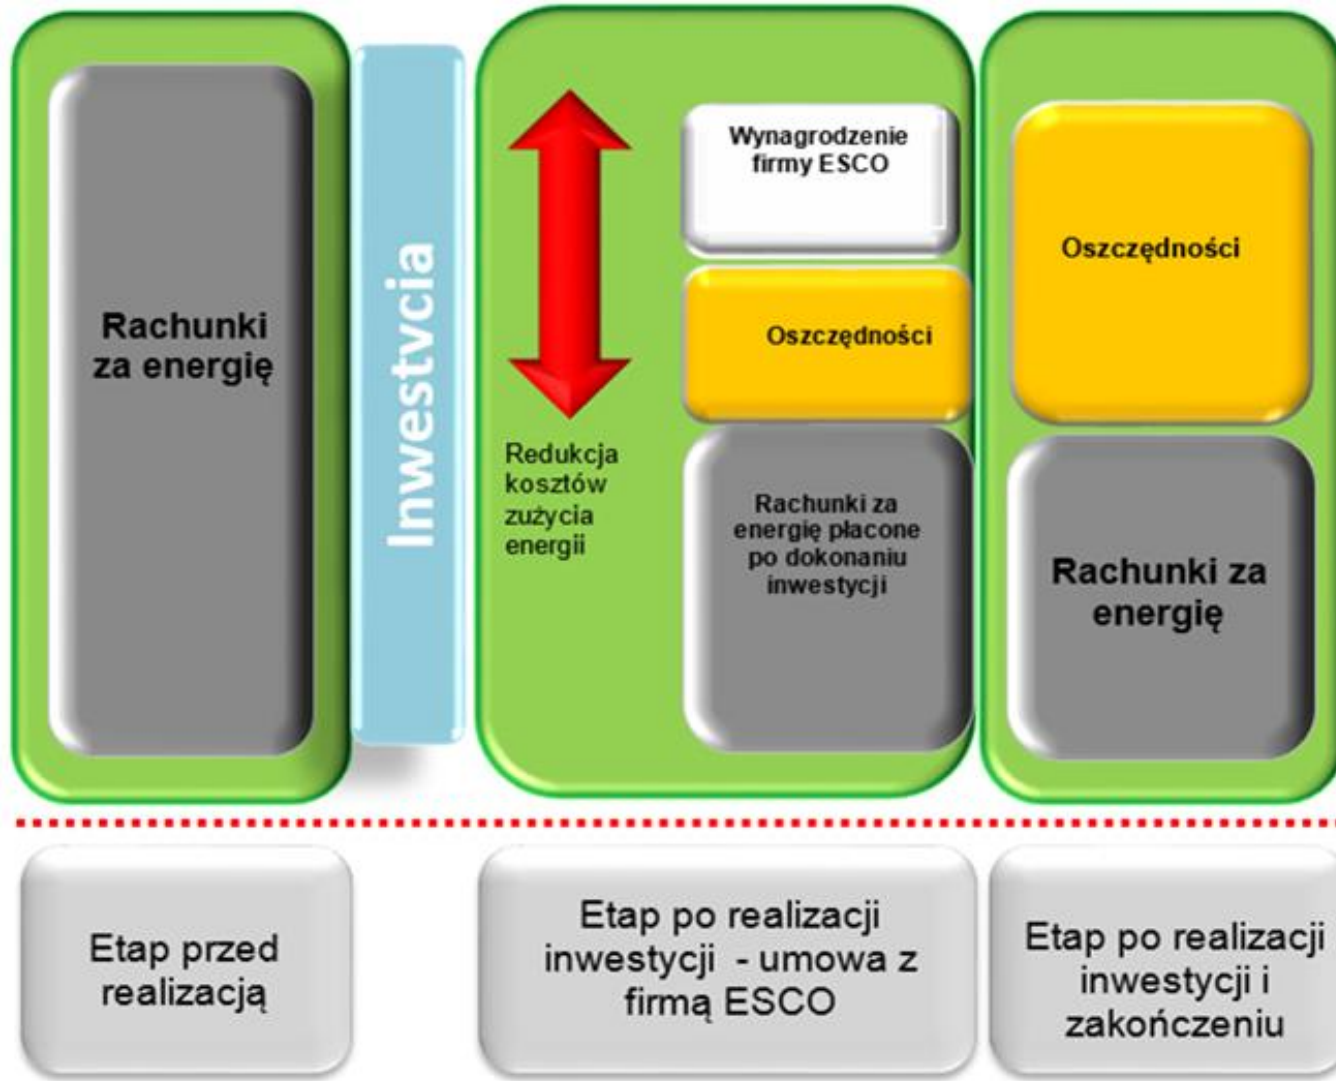 Rachunki
za energię
Inwestycja
Wynagrodzenie
firmy ESCO
Oszczędności
Redukcja
kosztów
zużycia
energii
Rachunki za
energię płacone
po dokonaniu
inwestycji
Oszczędności
Rachunki za
energię
Etap przed
realizacją
Etap po realizacji
inwestycji - umowa z
firmą ESCO
Etap po realizacji
inwestycji i
zakończeniu